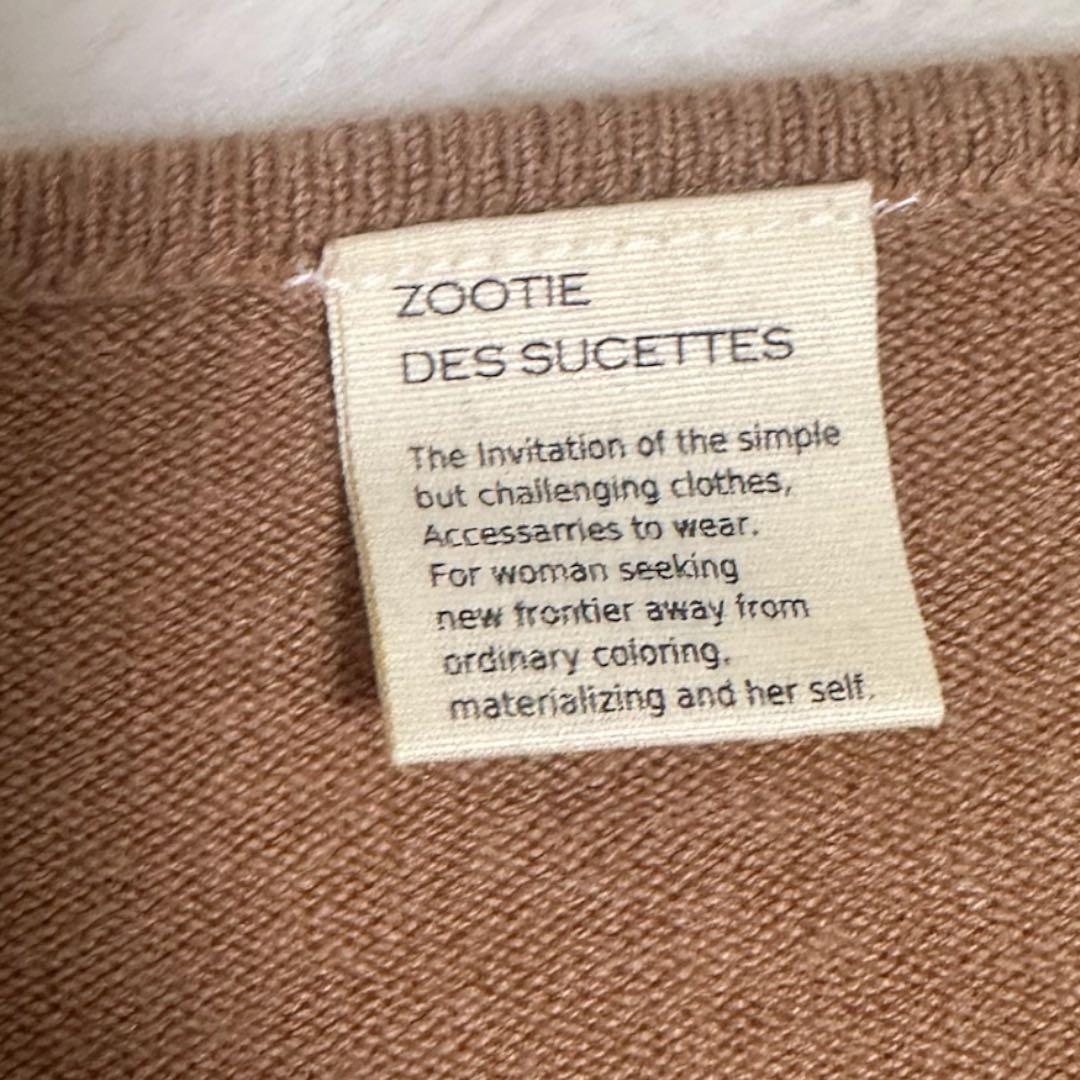 ZOOTIE
DES SUCETTES
The Invitation of the simple
but challenging clothes,
Accessarries to wear.
For woman seeking
new frontier away from
ordinary coloring.
materializing and her self.